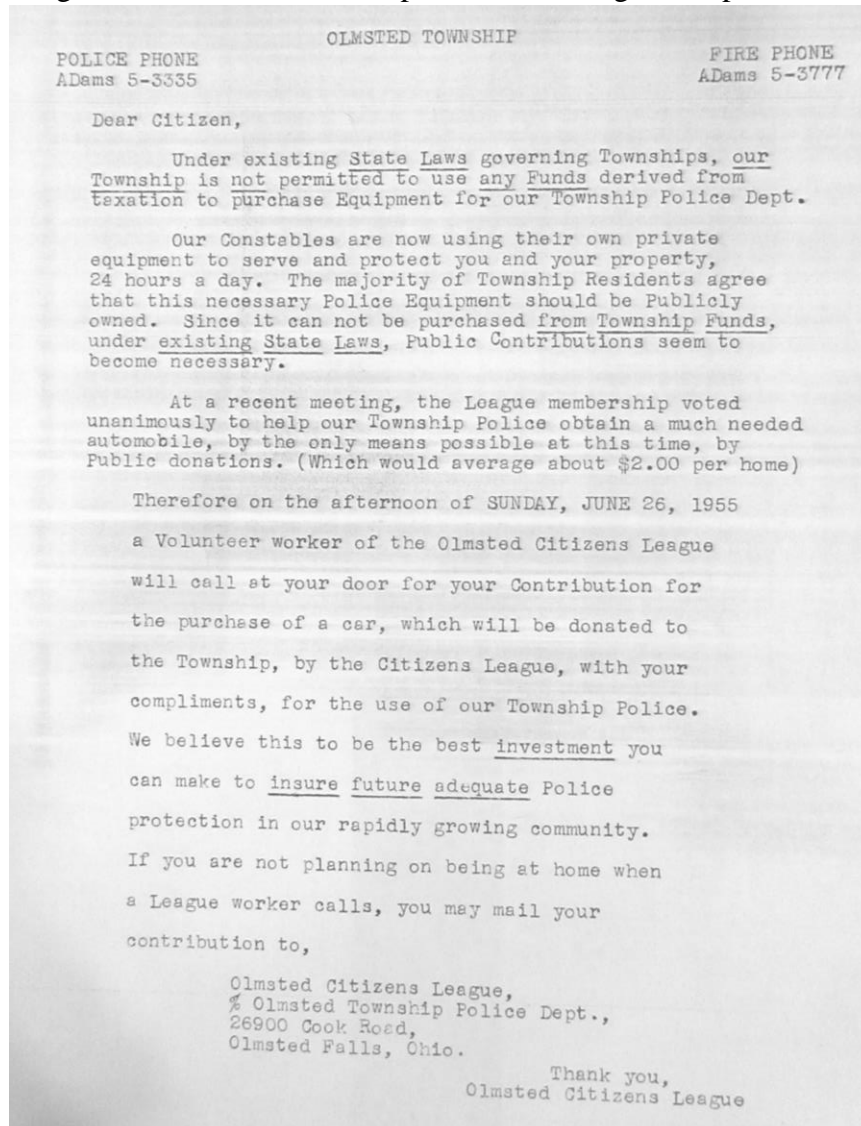 OLMSTED TOWNSHIP
POLICE PHONE
ADams 5-3335
FIRE PHONE
ADams 5-3777
Dear Citizen,
Under existing State Laws governing Townships, our
Township is not permitted to use any Funds derived from
taxation to purchase Equipment for our Township Police Dept.
Our Constables are now using their own private
equipment to serve and protect you and your property,
24 hours a day. The majority of Township Residents agree
that this necessary Police Equipment should be Publicly
owned. Since it can not be purchased from Township Funds,
under existing State Laws, Public Contributions seem to
become necessary.
At a recent meeting, the League membership voted
unanimously to help our Township Police obtain a much needed
automobile, by the only means possible at this time, by
Public donations. (Which would average about $2.00 per home)
Therefore on the afternoon of SUNDAY, JUNE 26, 1955
a Volunteer worker of the Olmsted Citizens League
will call at your door for your Contribution for
the purchase of a car, which will be donated to
the Township, by the Citizens League, with your
compliments, for the use of our Township Police.
We believe this to be the best investment you
can make to insure future adequate Police
protection in our rapidly growing community.
If you are not planning on being at home when
a League worker calls, you may mail your
contribution to,
Olmsted Citizens League,
% Olmsted Township Police Dept.,
26900 Cook Road,
Olmsted Falls, Ohio.
Thank you,
Olmsted Citizens League